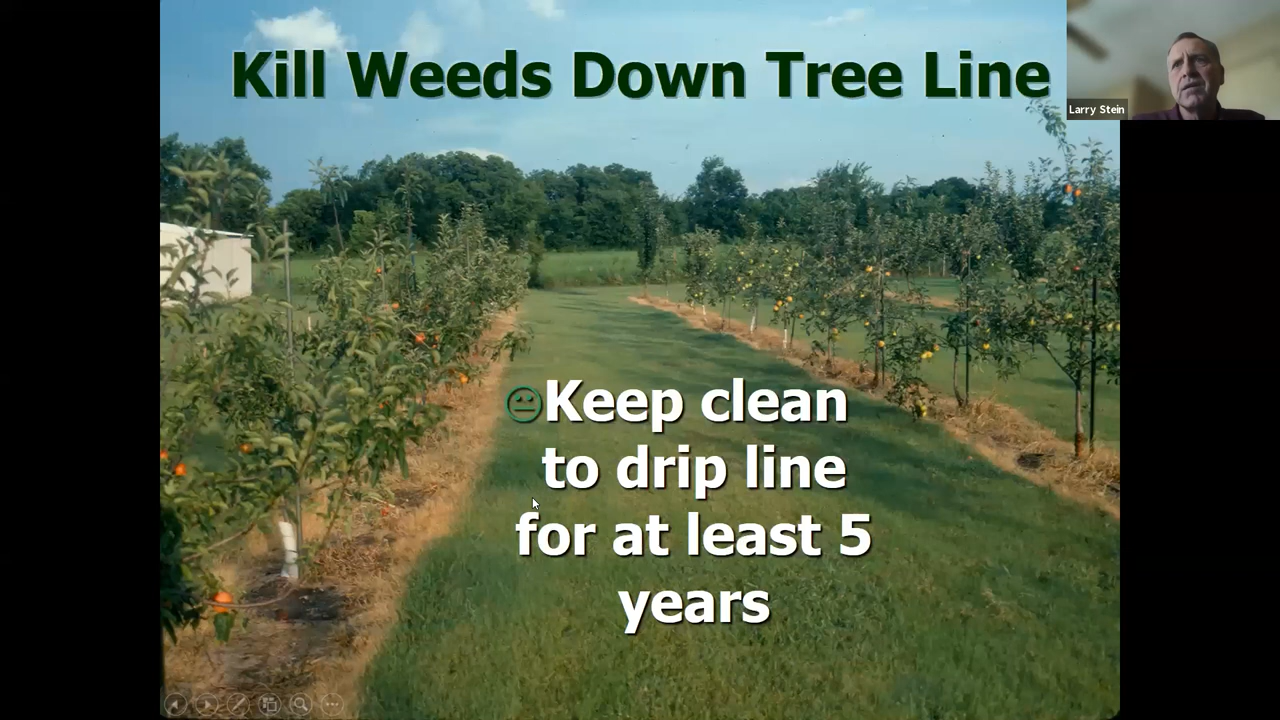 Kill Weeds Down Tree Line
Larry Stein
Keep clean
to drip line
for at least 5
years